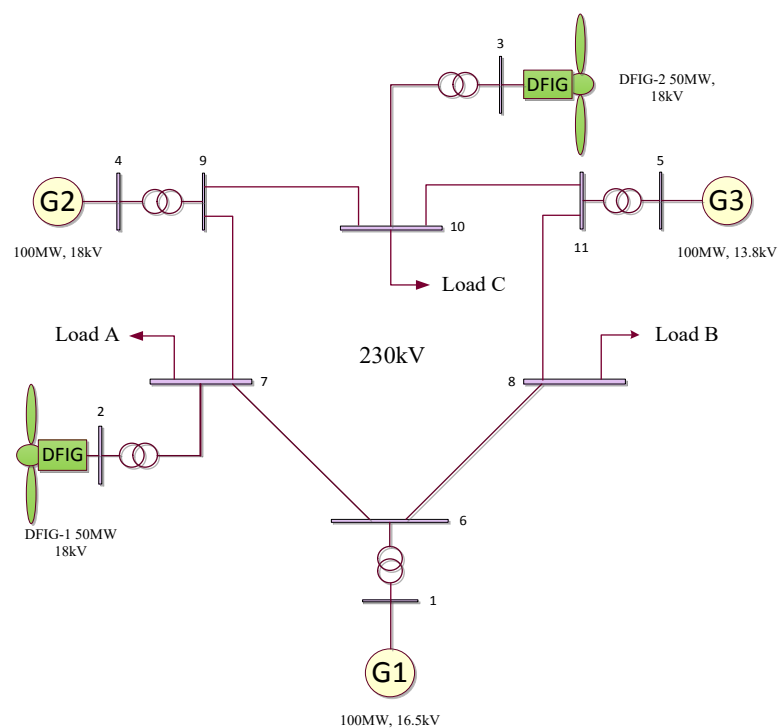 3
DFIG
DFIG-2 50MW,
18kV
4
9
5
G2
G3
10
11
100MW, 18kV
100MW, 13.8kV
Load C
Load A
Load B
230kV
7
8
2
DFIG
DFIG-1 50MW
18kV
6
1
G1
100MW, 16.5kV